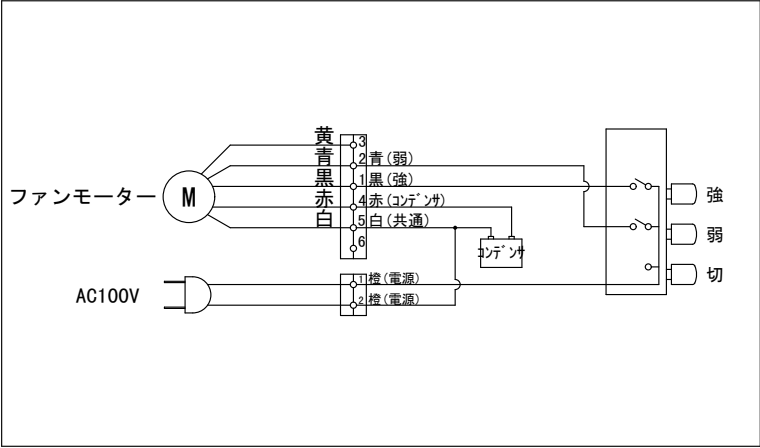 黄 3
青 2 青(弱)
黒 1 黒(強)
ファンモーター M 赤 4 赤(コンデンサ) 強
白 5 白(共通)
6 コンデンサ 弱
1 橙(電源) 切
AC100V 2 橙(電源)